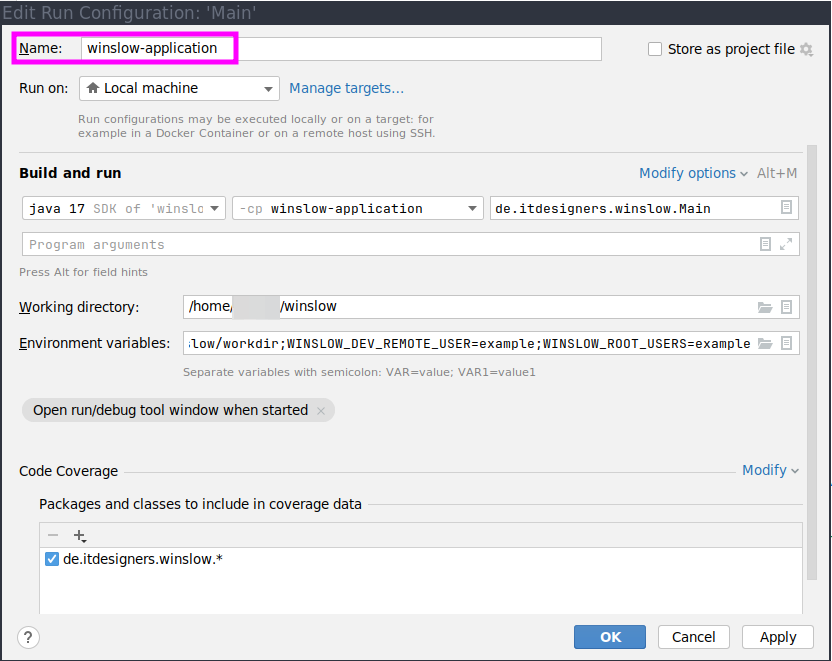 Edit Run Configuration: 'Main'
Name: winslow-application Store as project file
Run on: Local machine Manage targets...
Run configurations may be executed locally or on a target: for
example in a Docker Container or on a remote host using SSH.
Build and run Modify options Alt+M
java 17 SDK of 'winslo -cp winslow-application de.itdesigners.winslow.Main
Program arguments
Press Alt for field hints
Working directory: /home/ /winslow
Environment variables: low/workdir;WINSLOW_DEV_REMOTE_USER=example;WINSLOW_ROOT_USERS=example
Separate variables with semicolon: VAR=value; VAR1=value1
Open run/debug tool window when started ×
Code Coverage Modify
Packages and classes to include in coverage data
de.itdesigners.winslow.*
? OK Cancel Apply